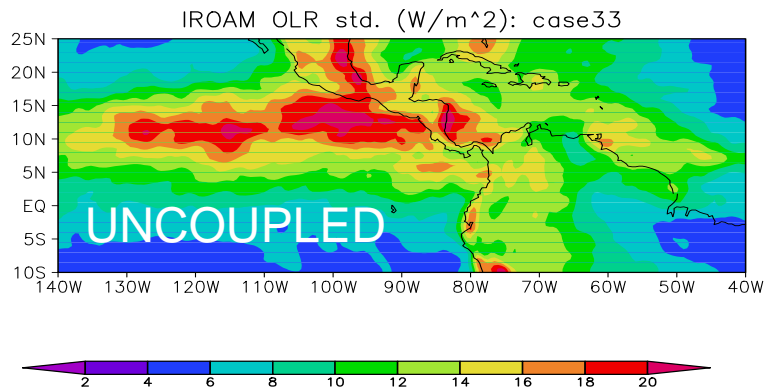 IROAM OLR std. (W/m^2): case33
25N
20N
15N
10N
5N
EQ
5S
10S
UNCOUPLED
140W 130W 120W 110W 100W 90W 80W 70W 60W 50W 40W
2 4 6 8 10 12 14 16 18 20